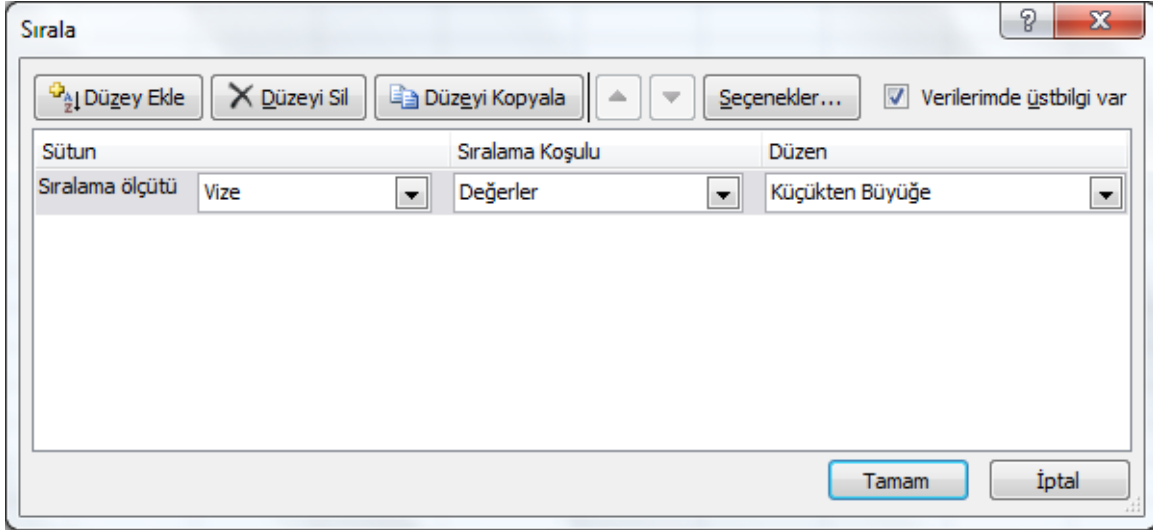 Sırala
Düzey Ekle Düzeyi Sil Düzeyi Kopyala Seçenekler... Verilerimde üstbilgi var
Sütun Sıralama Koşulu Düzen
Sıralama ölçütü Vize Değerler Küçükten Büyüğe
Tamam İptal